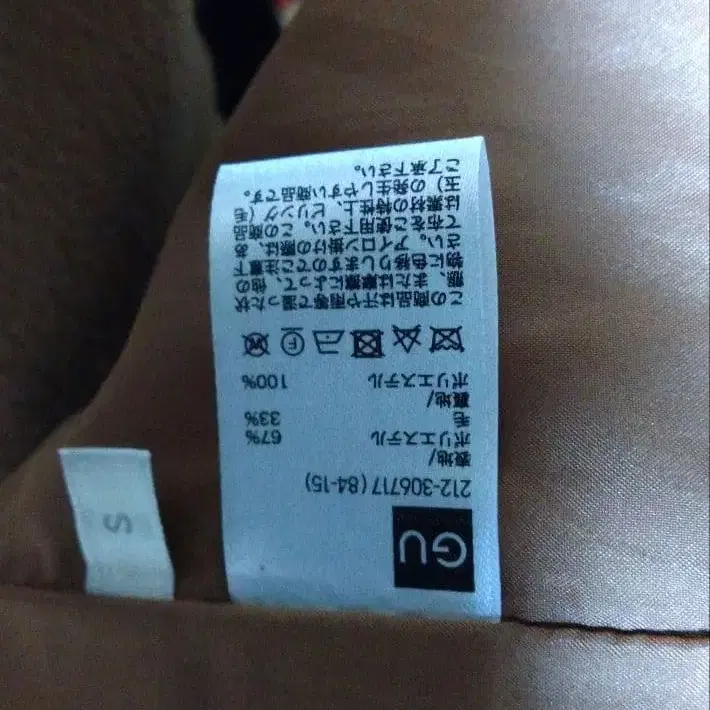 GU
212-306717 (84-15)
表地/
ポリエステル 67%
毛 33%
裏地/
ポリエステル 100%
F W
この商品は汗や雨等で湿った状
態、または摩擦によって、他の
物に色移りしますのでご注意下
さい。アイロン掛けの際は、あ
て布をご使用下さい。この商品
は素材の特性上、ピリング（毛
玉）の発生しやすい商品です。
ご了承下さい。
S